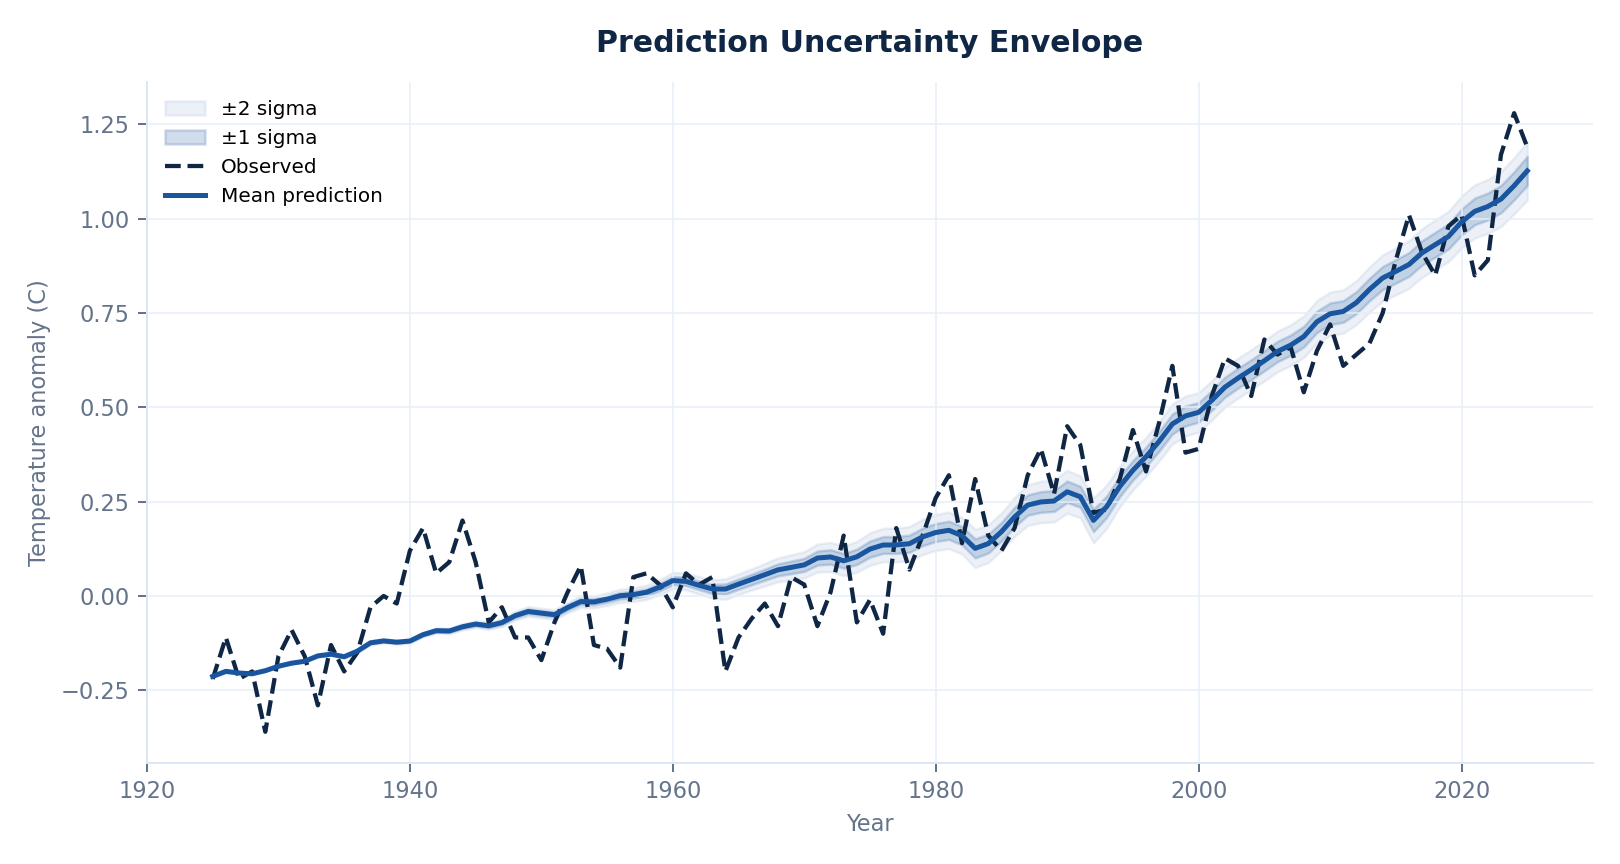 Prediction Uncertainty Envelope
±2 sigma
±1 sigma
Observed
Mean prediction
1.25
1.00
0.75
0.50
0.25
0.00
−0.25
Temperature anomaly (C)
1920 1940 1960 1980 2000 2020
Year